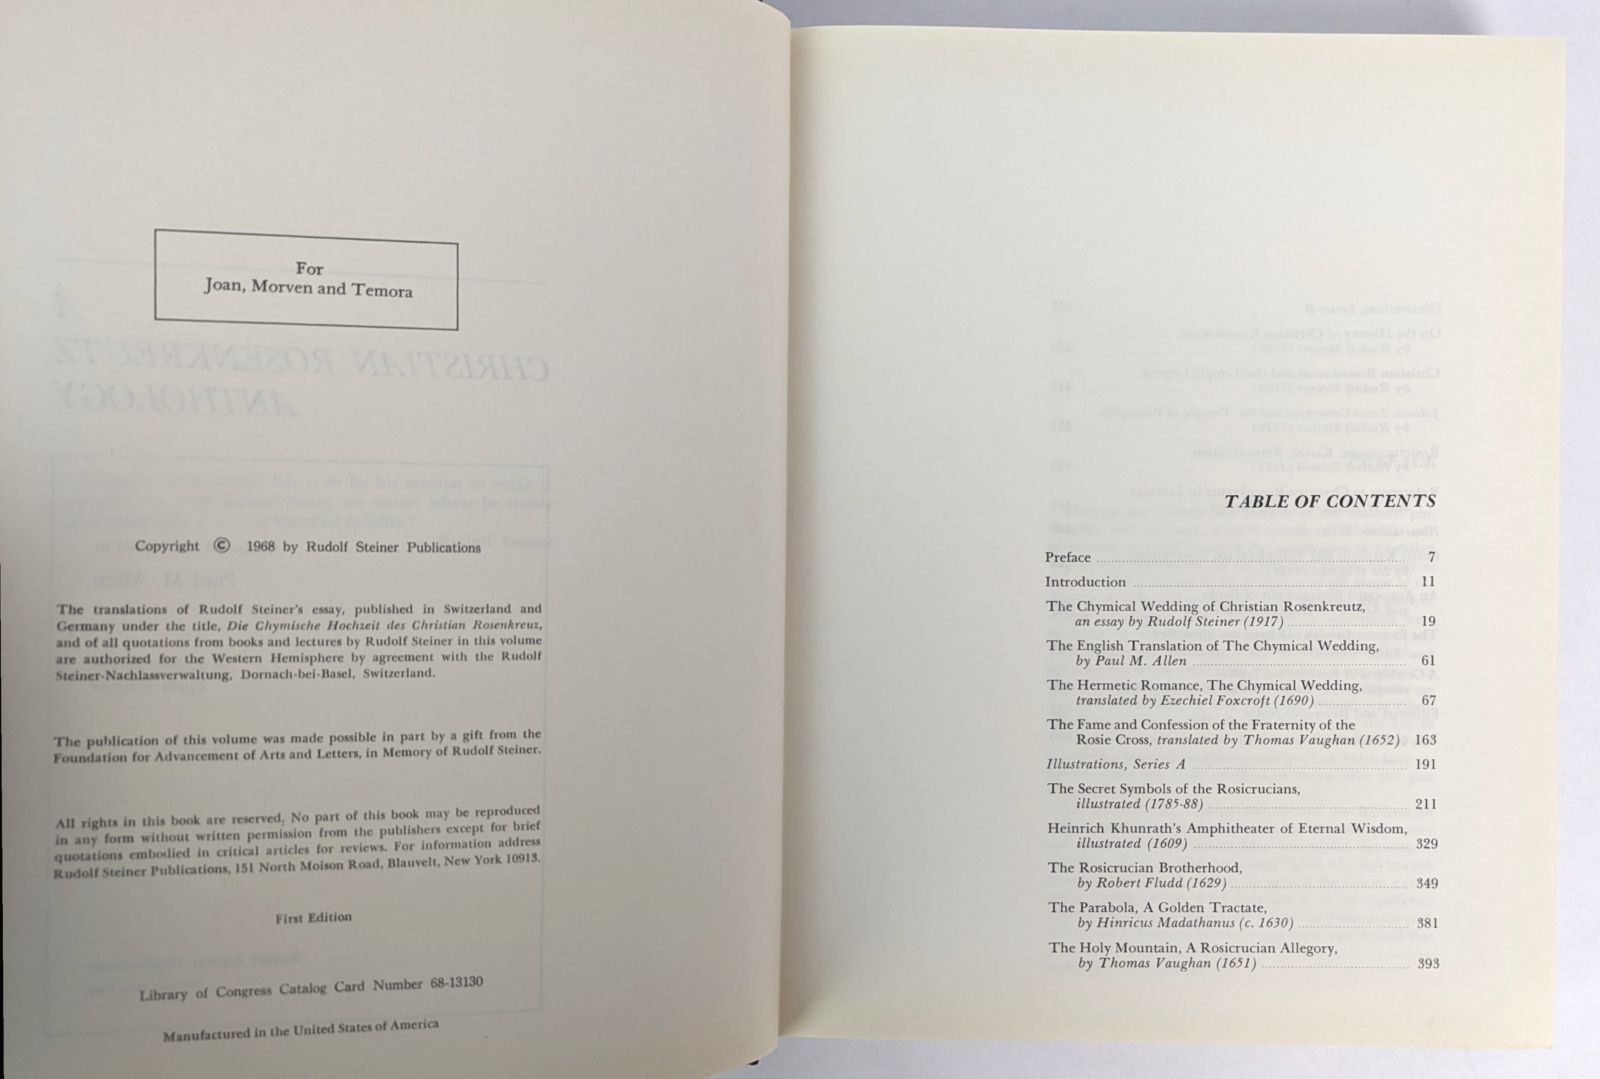 For
Joan, Morven and Temora
CHRISTIAN ROSENKREUTZ
ANTHOLOGY
Copyright © 1968 by Rudolf Steiner Publications
The translations of Rudolf Steiner's essay, published in Switzerland and
Germany under the title, Die Chymische Hochzeit des Christian Rosenkreuz,
and of all quotations from books and lectures by Rudolf Steiner in this volume
are authorized for the Western Hemisphere by agreement with the Rudolf
Steiner-Nachlassverwaltung, Dornach-bei-Basel, Switzerland.
The publication of this volume was made possible in part by a gift from the
Foundation for Advancement of Arts and Letters, in Memory of Rudolf Steiner.
All rights in this book are reserved. No part of this book may be reproduced
in any form without written permission from the publishers except for brief
quotations embodied in critical articles for reviews. For information address
Rudolf Steiner Publications, 151 North Moison Road, Blauvelt, New York 10913.
First Edition
Library of Congress Catalog Card Number 68-13130
Manufactured in the United States of America
TABLE OF CONTENTS
Preface 7
Introduction 11
The Chymical Wedding of Christian Rosenkreutz,
an essay by Rudolf Steiner (1917) 19
The English Translation of The Chymical Wedding,
by Paul M. Allen 61
The Hermetic Romance, The Chymical Wedding,
translated by Ezechiel Foxcroft (1690) 67
The Fame and Confession of the Fraternity of the
Rosie Cross, translated by Thomas Vaughan (1652) 163
Illustrations, Series A 191
The Secret Symbols of the Rosicrucians,
illustrated (1785-88) 211
Heinrich Khunrath's Amphitheater of Eternal Wisdom,
illustrated (1609) 329
The Rosicrucian Brotherhood,
by Robert Fludd (1629) 349
The Parabola, A Golden Tractate,
by Hinricus Madathanus (c. 1630) 381
The Holy Mountain, A Rosicrucian Allegory,
by Thomas Vaughan (1651) 393